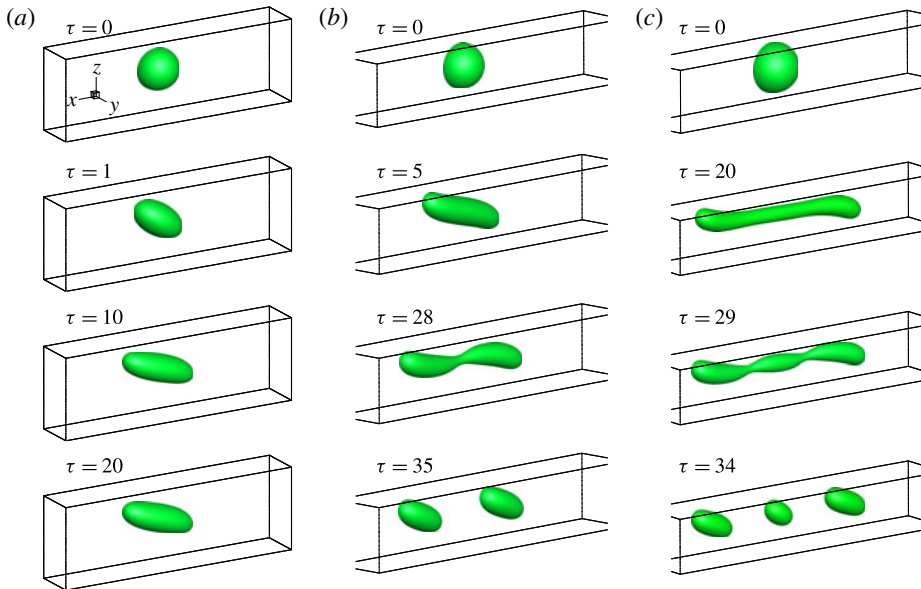 (a) (b) (c)
τ = 0 τ = 0 τ = 0
z
x y
τ = 1 τ = 5 τ = 20
τ = 10 τ = 28 τ = 29
τ = 20 τ = 35 τ = 34